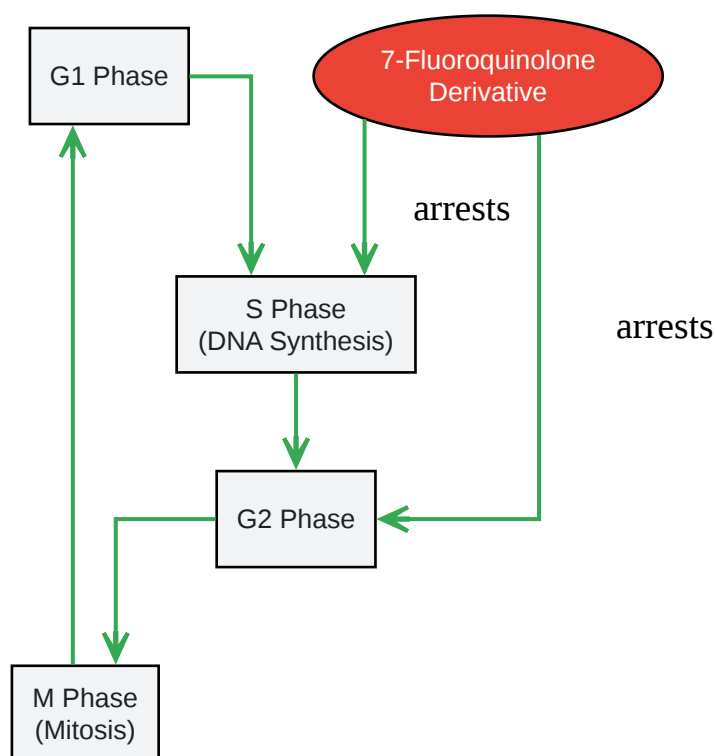 G1 Phase
7-Fluoroquinolone
Derivative
arrests
S Phase
(DNA Synthesis)
arrests
G2 Phase
M Phase
(Mitosis)